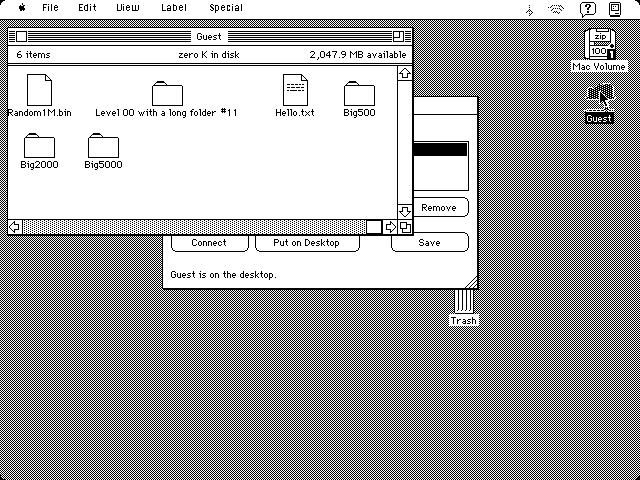 File Edit View Label Special
Guest
6 items zero K in disk 2,047.9 MB available
Random1M.bin Level 00 with a long folder #11 Hello.txt Big500
Big2000 Big5000
zip
100
Mac Volume
Guest
Remove
Connect Put on Desktop Save
Guest is on the desktop.
Trash